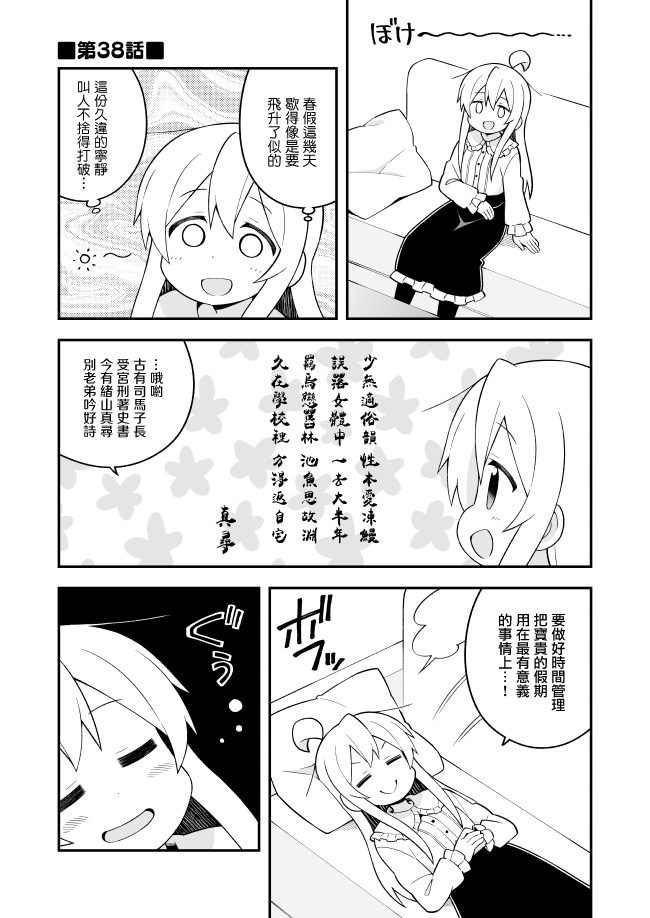 ■第38話■
ぼけ〜
春假這幾天
歇得像是要
飛升了似的
這份久違的寧靜
叫人不捨得打破…
少無適俗韻 性本愛凍鰻
誤落女體中 一去大半年
羈鳥戀舊林 池魚思故淵
久在學校裡 方得返自宅
真尋
…哦喲
古有司馬子長
受宮刑著史書
今有緒山真尋
別老弟吟好詩
要做好時間管理
把寶貴的假期
用在最有意義
的事情上…!
ボフッ
ぐぅ